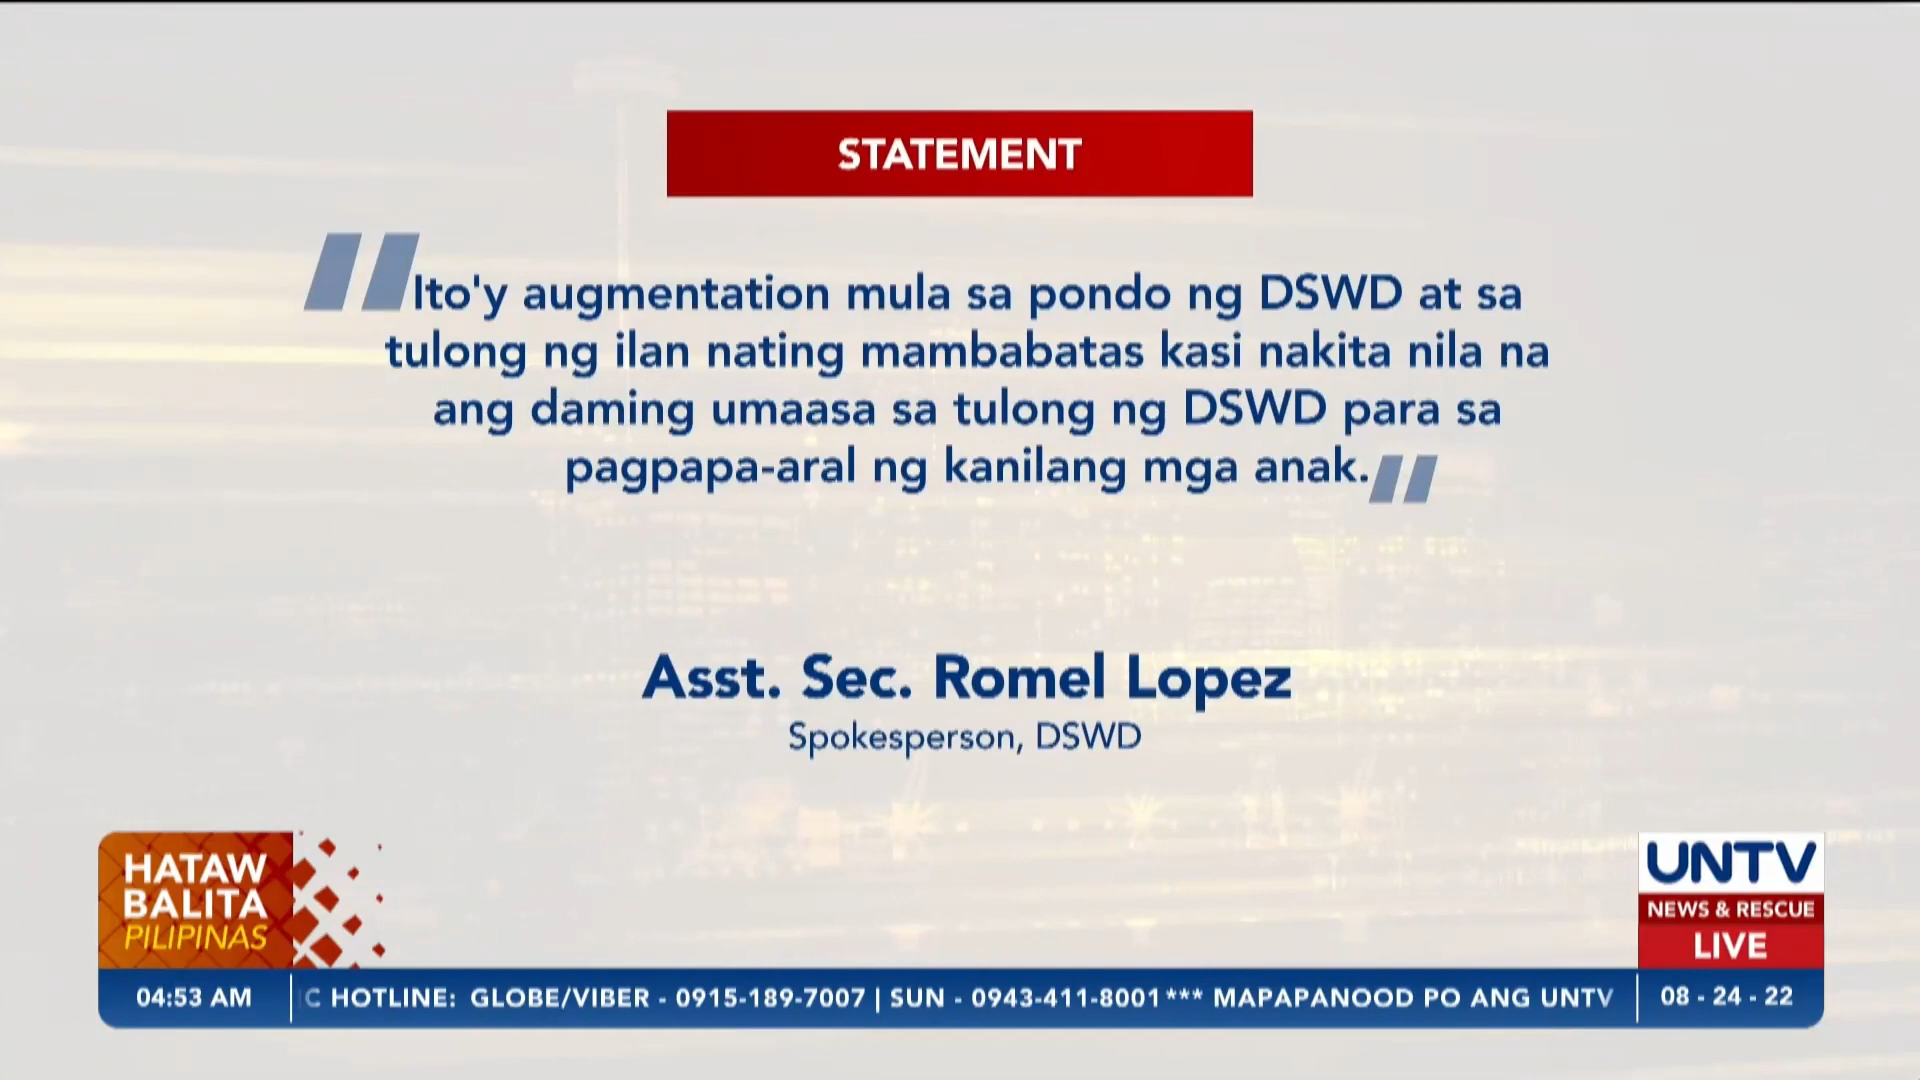 STATEMENT
Ito'y augmentation mula sa pondo ng DSWD at sa
tulong ng ilan nating mambabatas kasi nakita nila na
ang daming umaasa sa tulong ng DSWD para sa
pagpapa-aral ng kanilang mga anak.
Asst. Sec. Romel Lopez
Spokesperson, DSWD
HATAW
BALITA
PILIPINAS
UNTV
NEWS & RESCUE
LIVE
04:53 AM
C HOTLINE: GLOBE/VIBER - 0915-189-7007 | SUN - 0943-411-8001 *** MAPAPANOOD PO ANG UNTV
08 - 24 - 22